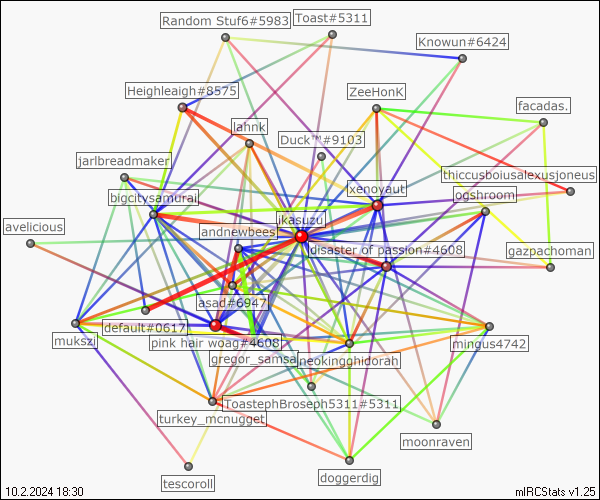 Random Stuf6#5983
Toast#5311
Knowun#6424
Heighleaigh#8575
ZeeHonK
facadas.
lahnk
Duck™#9103
jarlbreadmaker
thiccusboiusalexusjoneus
xenoyaut
bigcitysamurai
ogshroom
ikasuzu
avelicious
andnewbees
disaster of passion#4608
gazpachoman
asad#6947
default#0617
mukszi
pink hair wgag#4608
mingus4742
gregor_samsa
neokingghidorah
ToastephBroseph5311#5311
turkey_mcnugget
moonraven
doggerdig
tescoroll
10.2.2024 18:30
mIRCStats v1.25